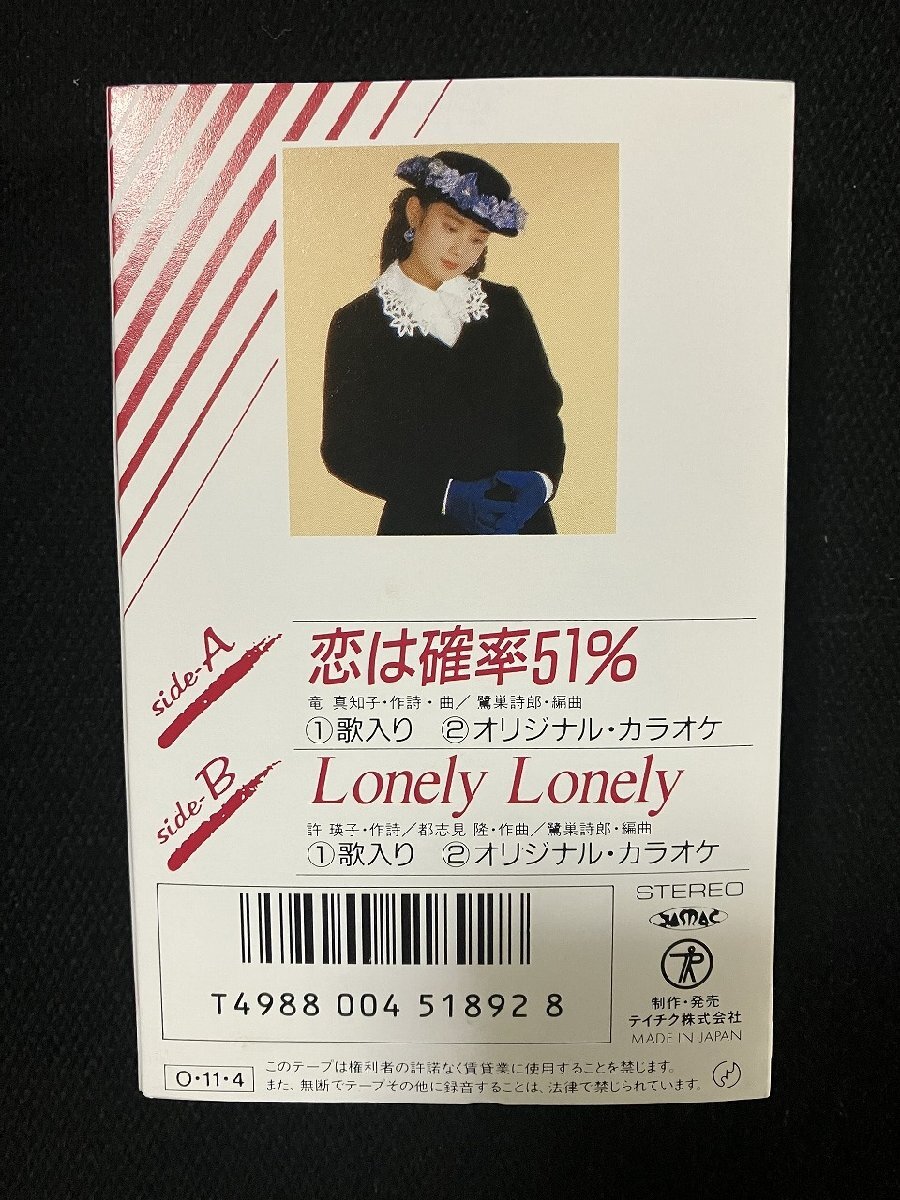 side-A
恋は確率51%
竜 真知子・作詩・曲/鷺巣詩郎・編曲
①歌入り ②オリジナル・カラオケ
side-B
Lonely Lonely
許 瑛子・作詩/都志見 隆・作曲/鷺巣詩郎・編曲
①歌入り ②オリジナル・カラオケ
T4988 004 51892 8
STEREO
制作・発売
テイチク株式会社
MADE IN JAPAN
O・11・4
このテープは権利者の許諾なく賃貸業に使用することを禁じます。
また、無断でテープその他に録音することは、法律で禁じられています。